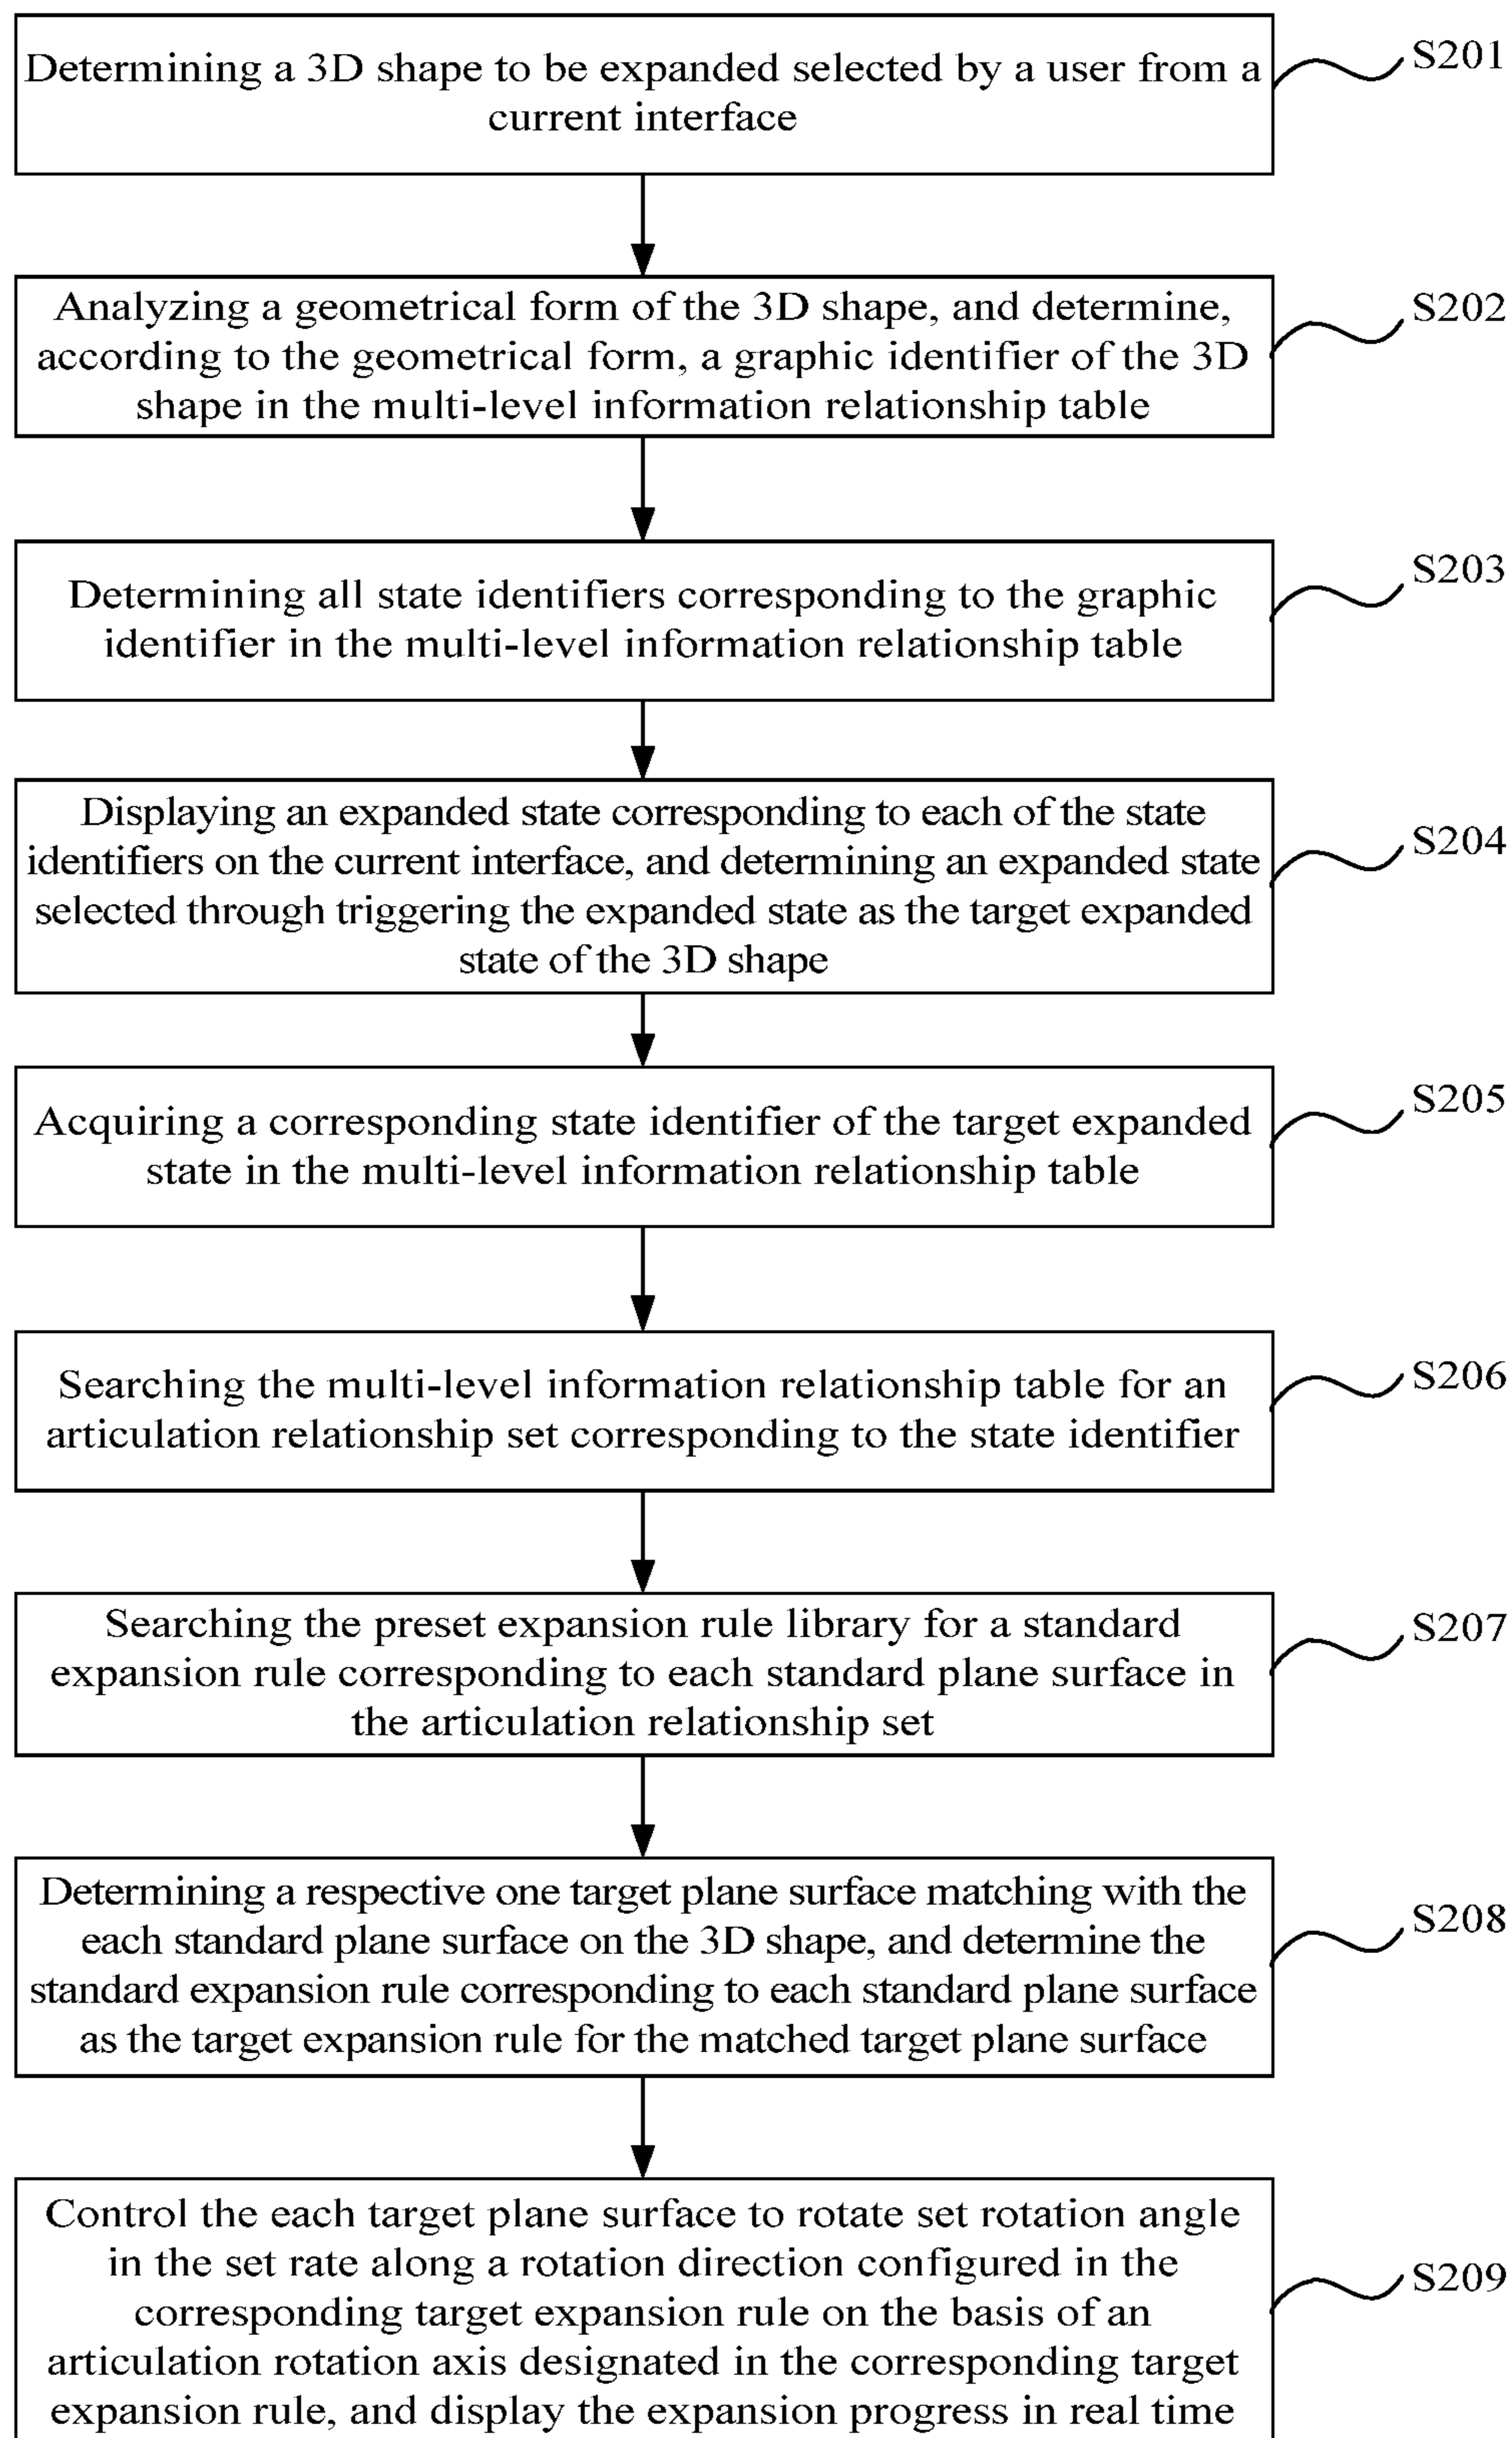 Determining a 3D shape to be expanded selected by a user from a
current interface
S201
Analyzing a geometrical form of the 3D shape, and determine,
according to the geometrical form, a graphic identifier of the 3D
shape in the multi-level information relationship table
S202
Determining all state identifiers corresponding to the graphic
identifier in the multi-level information relationship table
S203
Displaying an expanded state corresponding to each of the state
identifiers on the current interface, and determining an expanded state
selected through triggering the expanded state as the target expanded
state of the 3D shape
S204
Acquiring a corresponding state identifier of the target expanded
state in the multi-level information relationship table
S205
Searching the multi-level information relationship table for an
articulation relationship set corresponding to the state identifier
S206
Searching the preset expansion rule library for a standard
expansion rule corresponding to each standard plane surface in
the articulation relationship set
S207
Determining a respective one target plane surface matching with the
each standard plane surface on the 3D shape, and determine the
standard expansion rule corresponding to each standard plane surface
as the target expansion rule for the matched target plane surface
S208
Control the each target plane surface to rotate set rotation angle
in the set rate along a rotation direction configured in the
corresponding target expansion rule on the basis of an
articulation rotation axis designated in the corresponding target
expansion rule, and display the expansion progress in real time
S209